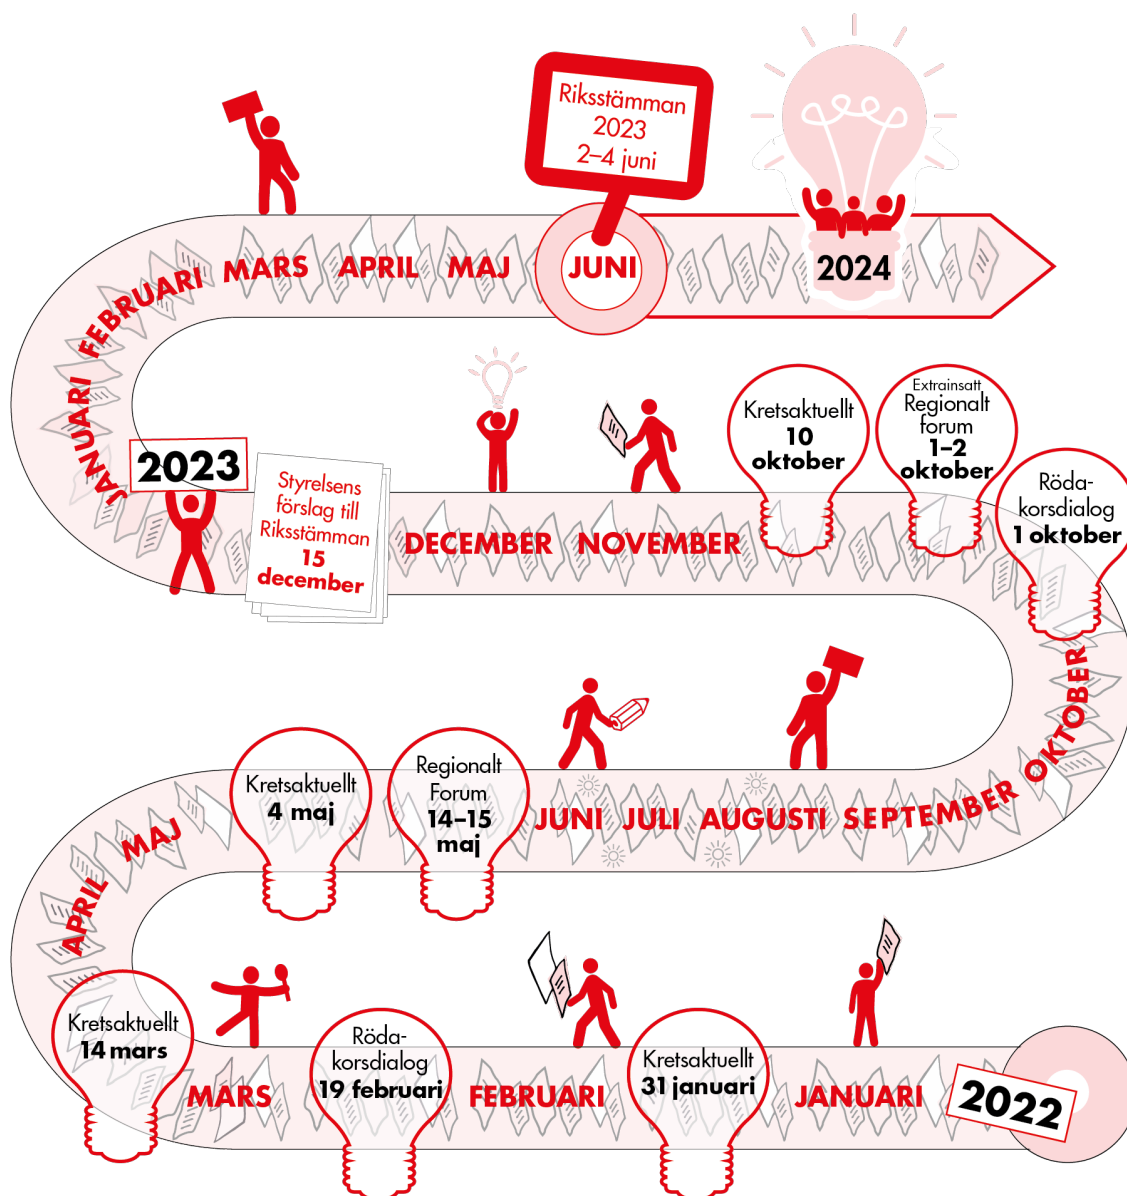 Riksstämman
2023
2–4 juni
FEBRUARI
MARS
APRIL
MAJ
JUNI
2024
JANUARI
2023
Styrelsens
förslag till
Riksstämman
15
december
DECEMBER
NOVEMBER
Kretsaktuellt
10
oktober
Extrainsatt
Regionalt
forum
1–2
oktober
Röda-
korsdialog
1 oktober
OKTOBER
Kretsaktuellt
4 maj
Regionalt
Forum
14–15
maj
JUNI
JULI
AUGUSTI
SEPTEMBER
MAJ
APRIL
Kretsaktuellt
14 mars
MARS
Röda-
korsdialog
19 februari
FEBRUARI
Kretsaktuellt
31 januari
JANUARI
2022